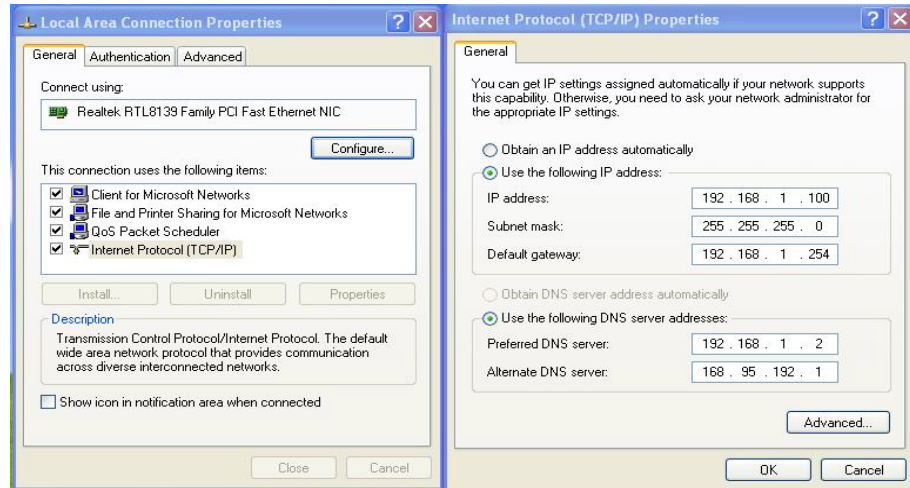 Local Area Connection Properties
General
Authentication
Advanced
Connect using:
Realtek RTL8139 Family PCI Fast Ethernet NIC
Configure...
This connection uses the following items:
Client for Microsoft Networks
File and Printer Sharing for Microsoft Networks
QoS Packet Scheduler
Internet Protocol (TCP/IP)
Install...
Uninstall
Properties
Description
Transmission Control Protocol/Internet Protocol. The default
wide area network protocol that provides communication
across diverse interconnected networks.
Show icon in notification area when connected
Close
Cancel
Internet Protocol (TCP/IP) Properties
General
You can get IP settings assigned automatically if your network supports
this capability. Otherwise, you need to ask your network administrator for
the appropriate IP settings.
Obtain an IP address automatically
Use the following IP address:
IP address: 192 . 168 . 1 . 100
Subnet mask: 255 . 255 . 255 . 0
Default gateway: 192 . 168 . 1 . 254
Obtain DNS server address automatically
Use the following DNS server addresses:
Preferred DNS server: 192 . 168 . 1 . 2
Alternate DNS server: 168 . 95 . 192 . 1
Advanced...
OK
Cancel